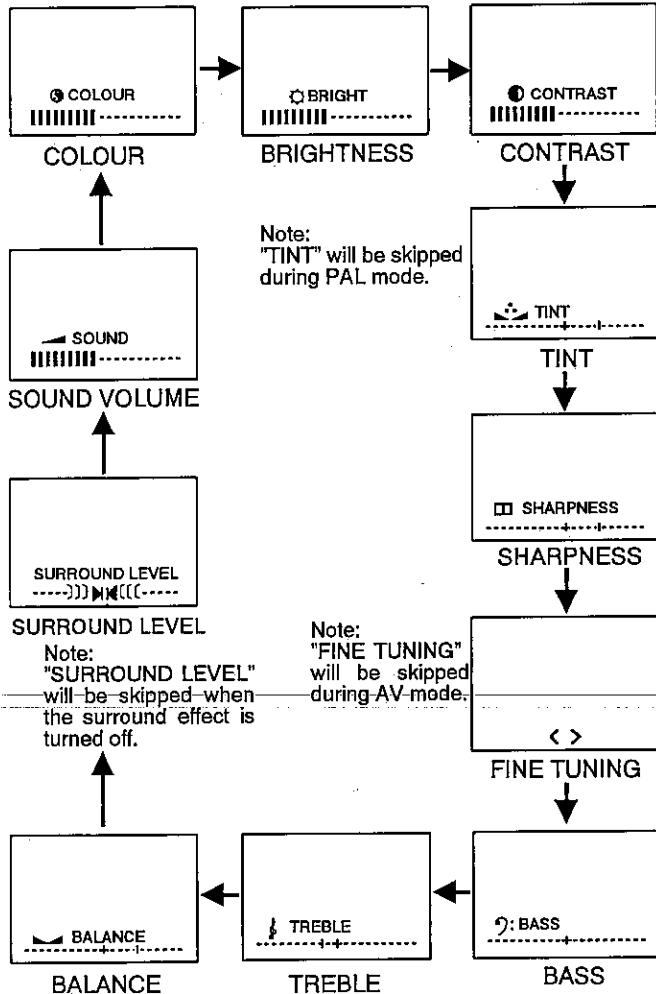 COLOUR
COLOUR
BRIGHT
BRIGHTNESS
CONTRAST
CONTRAST
Note:
"TINT" will be skipped
during PAL mode.
TINT
TINT
SOUND
SOUND VOLUME
SHARPNESS
SHARPNESS
SURROUND LEVEL
SURROUND LEVEL
Note:
"SURROUND LEVEL"
will be skipped when
the surround effect is
turned off.
Note:
"FINE TUNING"
will be skipped
during AV mode.
< >
FINE TUNING
BALANCE
BALANCE
TREBLE
TREBLE
BASS
BASS